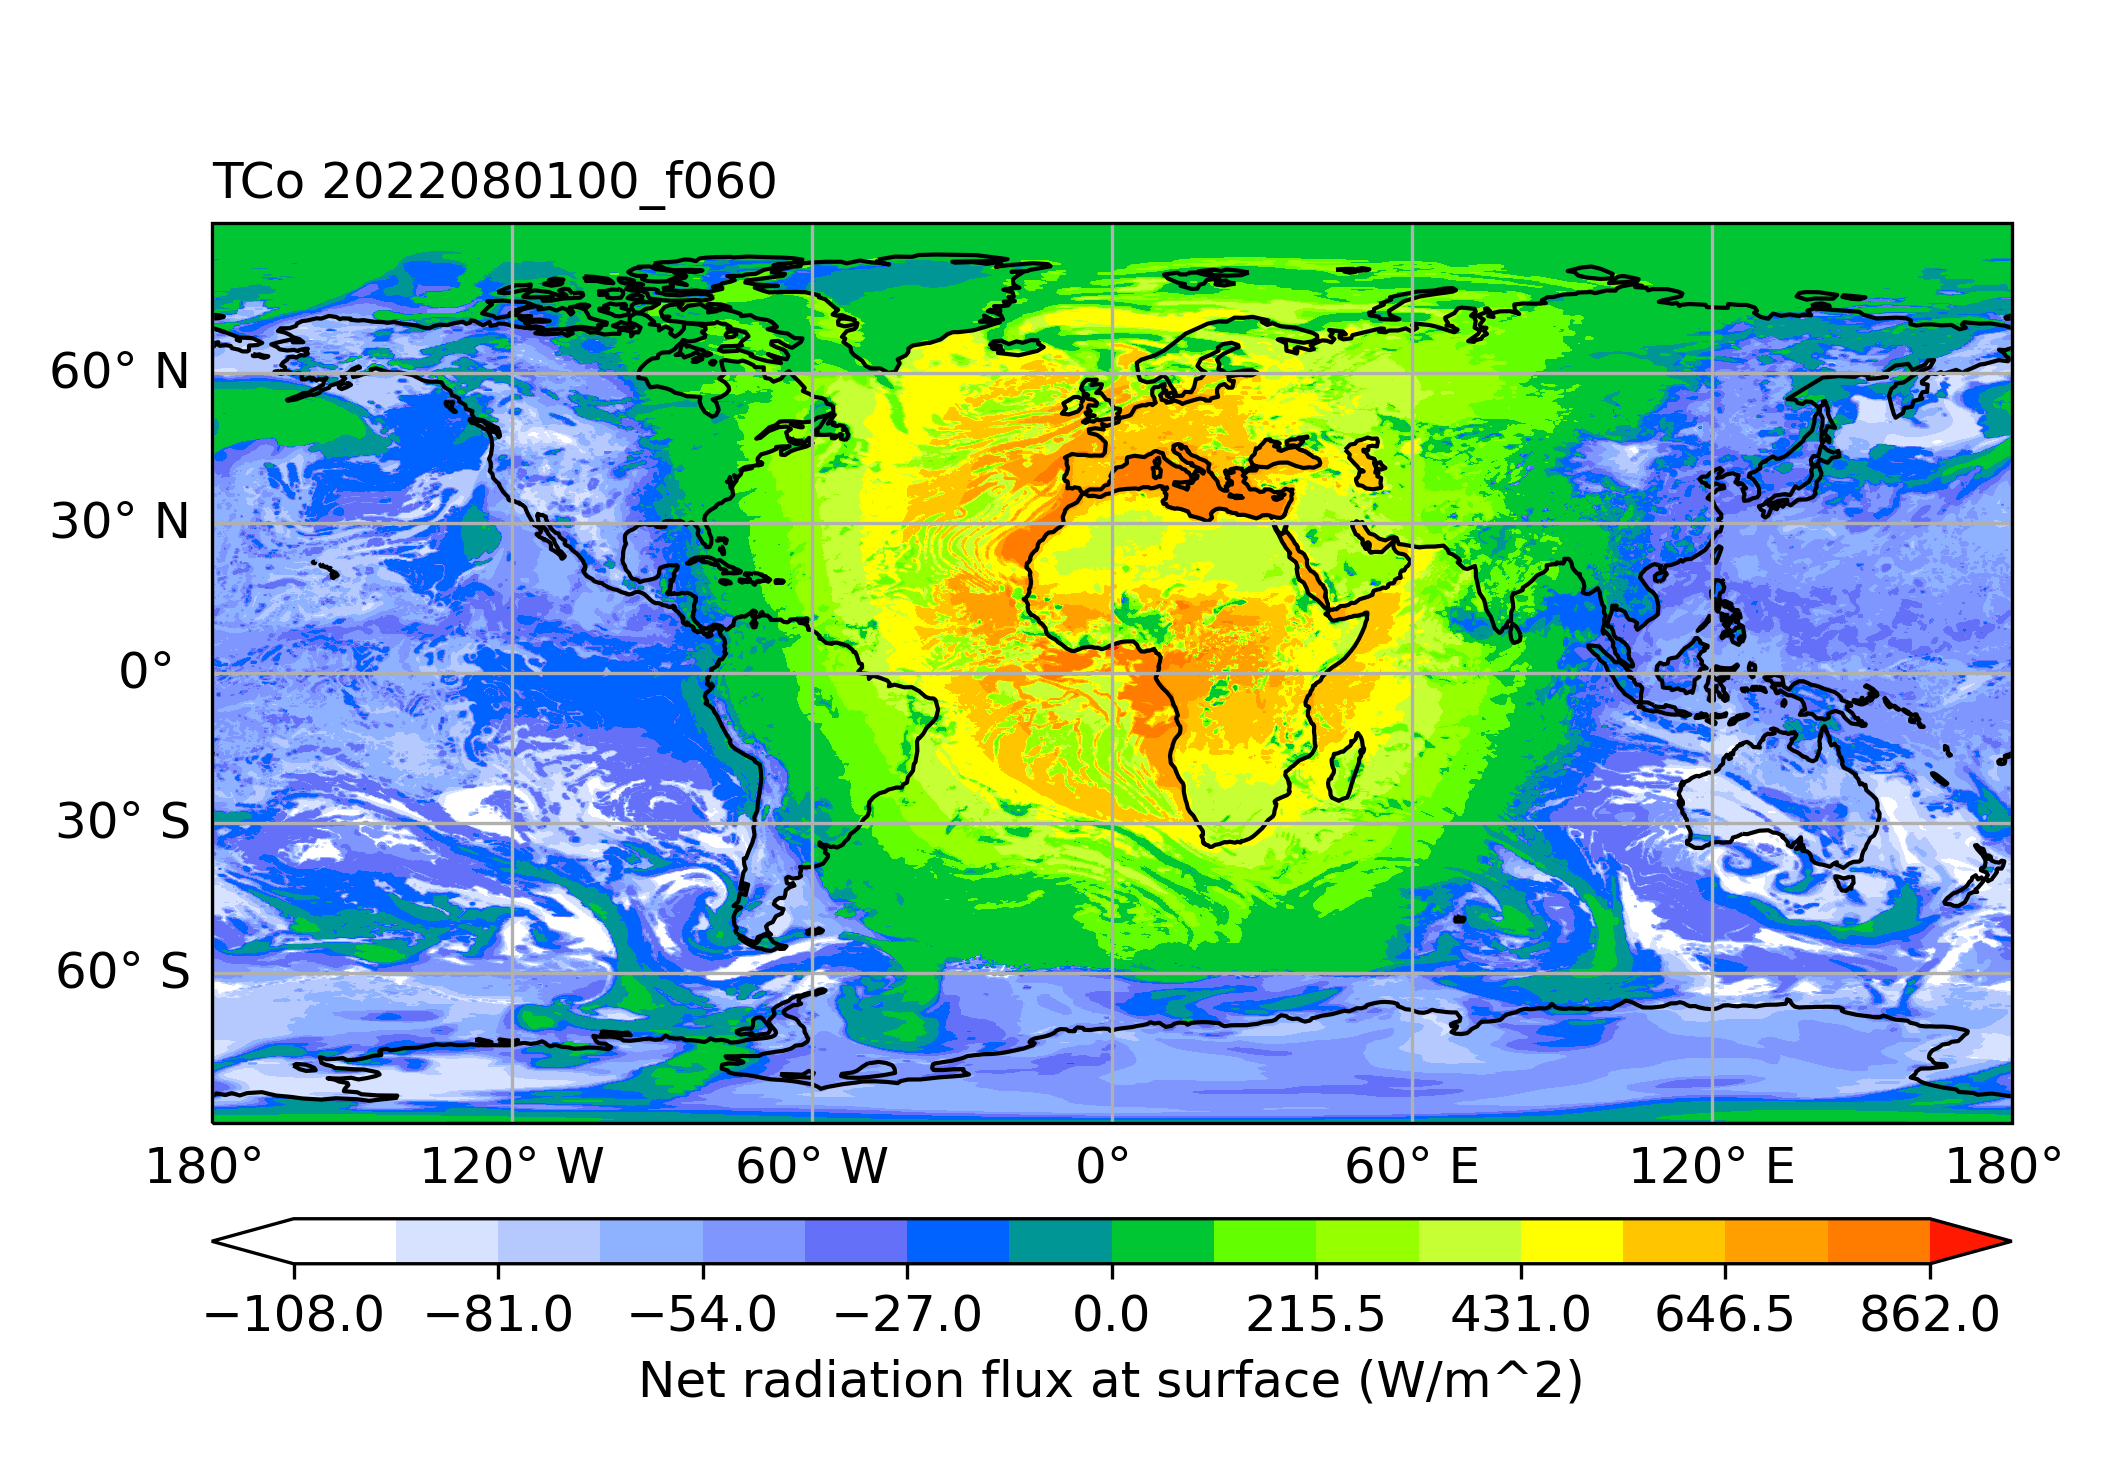 TCo 2022080100_f060
60° N
30° N
0°
30° S
60° S
180° 120° W 60° W 0° 60° E 120° E 180°
−108.0 −81.0 −54.0 −27.0 0.0 215.5 431.0 646.5 862.0
Net radiation flux at surface (W/m^2)